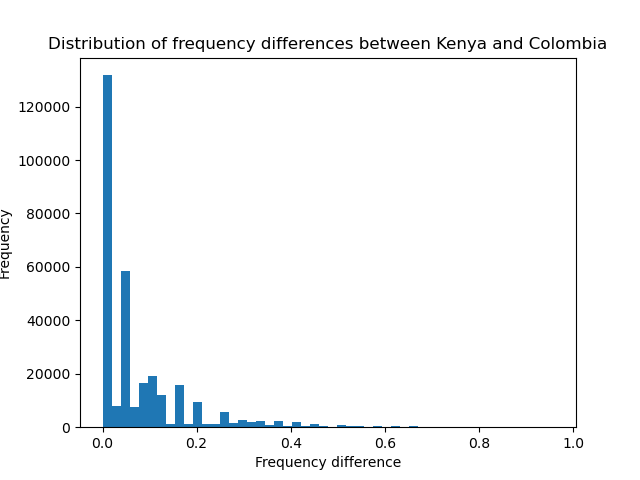 Distribution of frequency differences between Kenya and Colombia
120000
100000
80000
60000
40000
20000
0
Frequency
0.0 0.2 0.4 0.6 0.8 1.0
Frequency difference